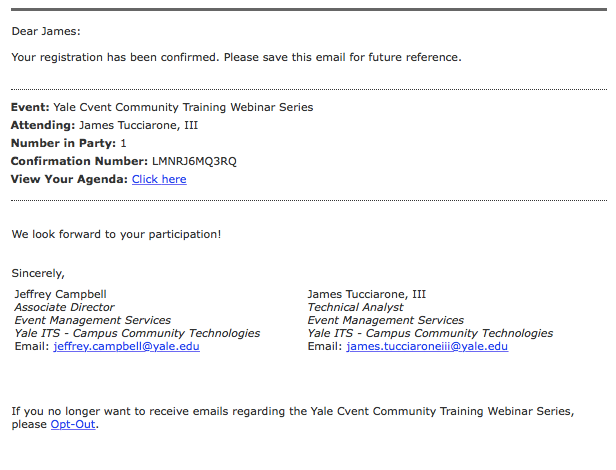 Dear James:
Your registration has been confirmed. Please save this email for future reference.
Event: Yale Cvent Community Training Webinar Series
Attending: James Tucciarone, III
Number in Party: 1
Confirmation Number: LMNRJ6MQ3RQ
View Your Agenda: Click here
We look forward to your participation!
Sincerely,
Jeffrey Campbell
Associate Director
Event Management Services
Yale ITS - Campus Community Technologies
Email: jeffrey.campbell@yale.edu
James Tucciarone, III
Technical Analyst
Event Management Services
Yale ITS - Campus Community Technologies
Email: james.tucciaroneiii@yale.edu
If you no longer want to receive emails regarding the Yale Cvent Community Training Webinar Series,
please Opt-Out.